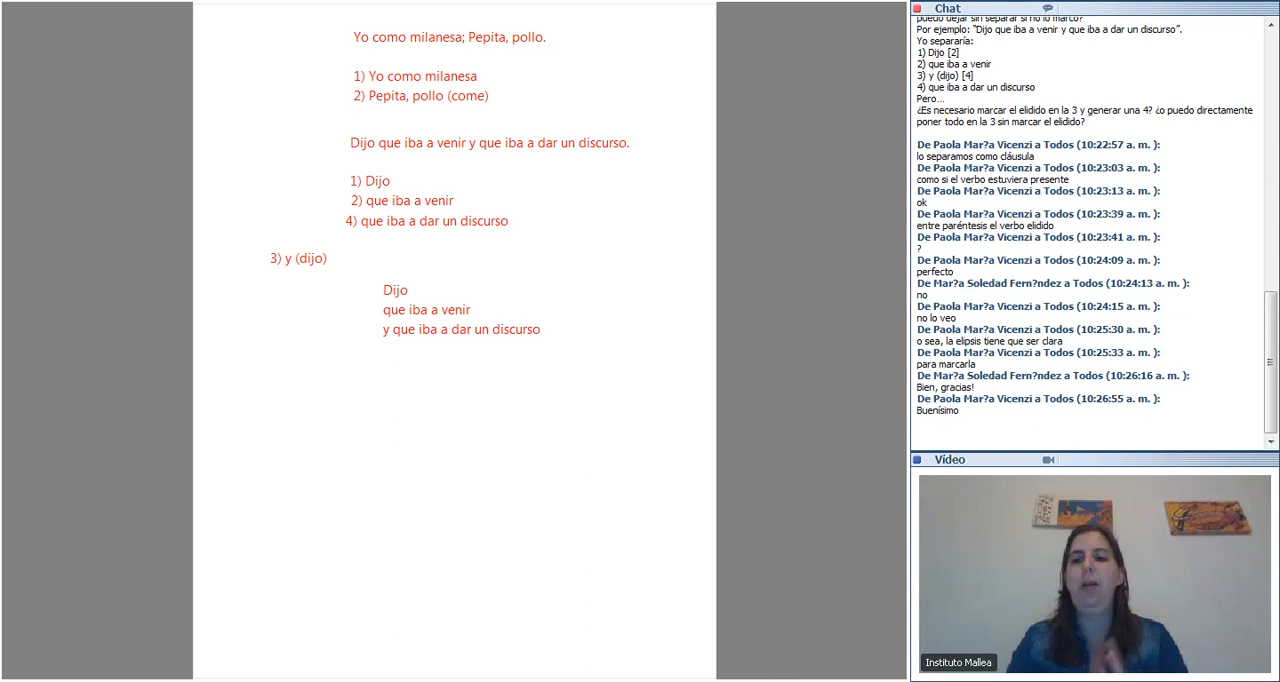 Yo como milanesa; Pepita, pollo.
1) Yo como milanesa
2) Pepita, pollo (come)
Dijo que iba a venir y que iba a dar un discurso.
1) Dijo
2) que iba a venir
4) que iba a dar un discurso
3) y (dijo)
Dijo
que iba a venir
y que iba a dar un discurso
Chat
puedo dejar sin separar si no lo marco?
Por ejemplo: "Dijo que iba a venir y que iba a dar un discurso".
Yo separaría:
1) Dijo [2]
2) que iba a venir
3) y (dijo) [4]
4) que iba a dar un discurso
Pero...
¿Es necesario marcar el elidido en la 3 y generar una 4? ¿o puedo directamente
poner todo en la 3 sin marcar el elidido?
De Paola Mar?a Vicenzi a Todos (10:22:57 a. m. ):
lo separamos como cláusula
De Paola Mar?a Vicenzi a Todos (10:23:03 a. m. ):
como si el verbo estuviera presente
De Paola Mar?a Vicenzi a Todos (10:23:13 a. m. ):
ok
De Paola Mar?a Vicenzi a Todos (10:23:39 a. m. ):
entre paréntesis el verbo elidido
De Paola Mar?a Vicenzi a Todos (10:23:41 a. m. ):
?
De Paola Mar?a Vicenzi a Todos (10:24:09 a. m. ):
perfecto
De Mar?a Soledad Fern?ndez a Todos (10:24:13 a. m. ):
no
De Paola Mar?a Vicenzi a Todos (10:24:15 a. m. ):
no lo veo
De Paola Mar?a Vicenzi a Todos (10:25:30 a. m. ):
o sea, la elipsis tiene que ser clara
De Paola Mar?a Vicenzi a Todos (10:25:33 a. m. ):
para marcarla
De Mar?a Soledad Fern?ndez a Todos (10:26:16 a. m. ):
Bien, gracias!
De Paola Mar?a Vicenzi a Todos (10:26:55 a. m. ):
Buenísimo
Vídeo
Instituto Mallea